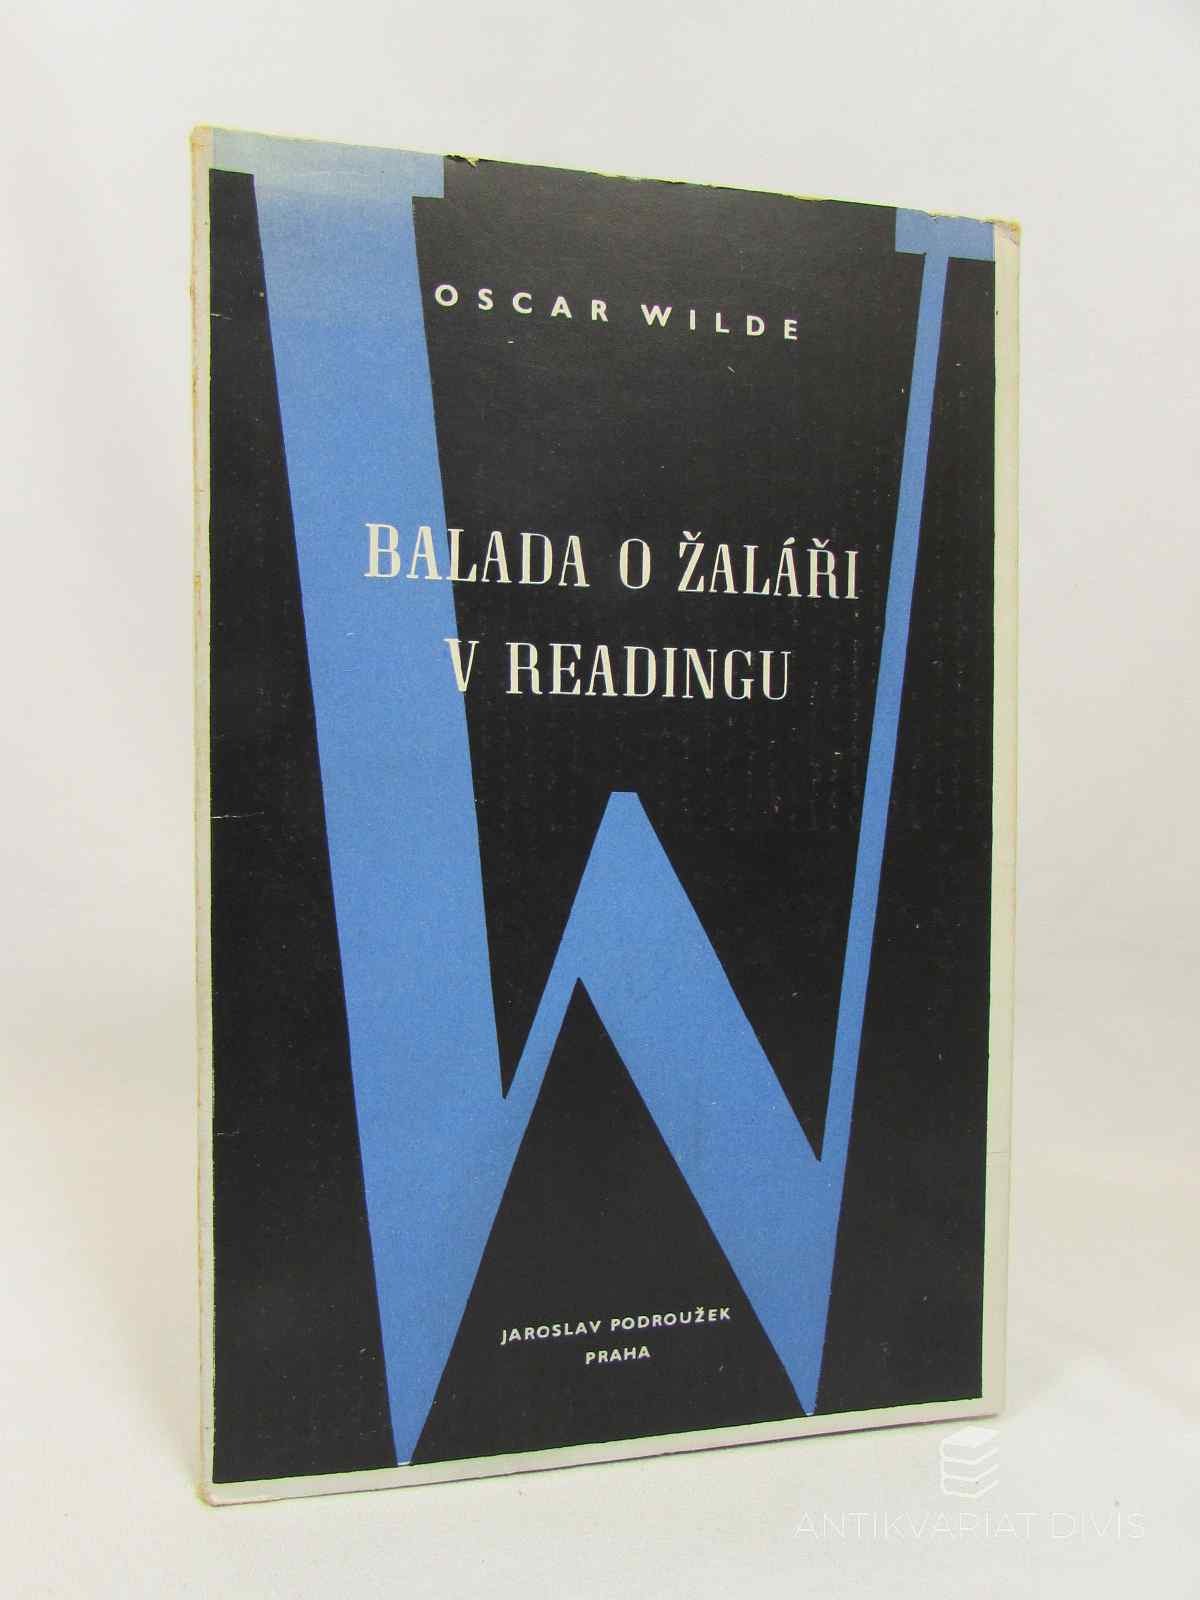 OSCAR WILDE
BALADA O ŽALÁŘI
V READINGU
W
JAROSLAV PODROUŽEK
PRAHA
ANTIKVARIAT DIVIS